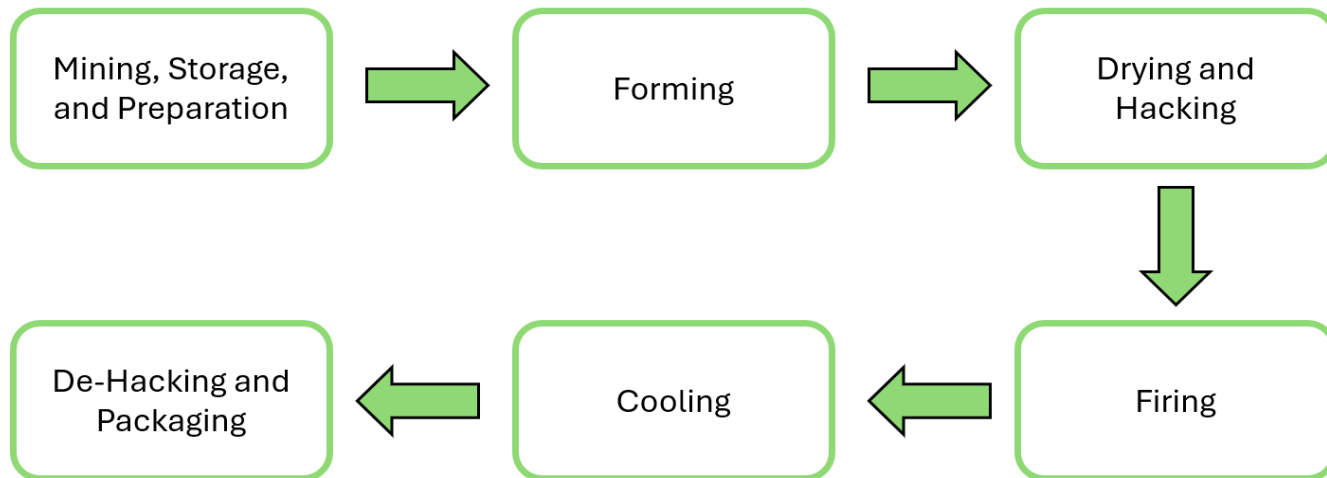 Mining, Storage,
and Preparation
Forming
Drying and
Hacking
Firing
Cooling
De-Hacking and
Packaging